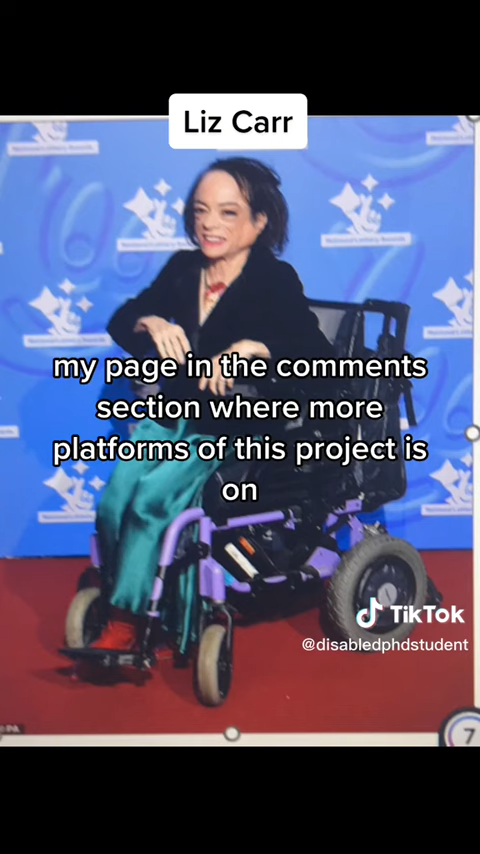 Liz Carr
my page in the comments
section where more
platforms of this project is
on
TikTok
@disabledphdstudent
PA
7